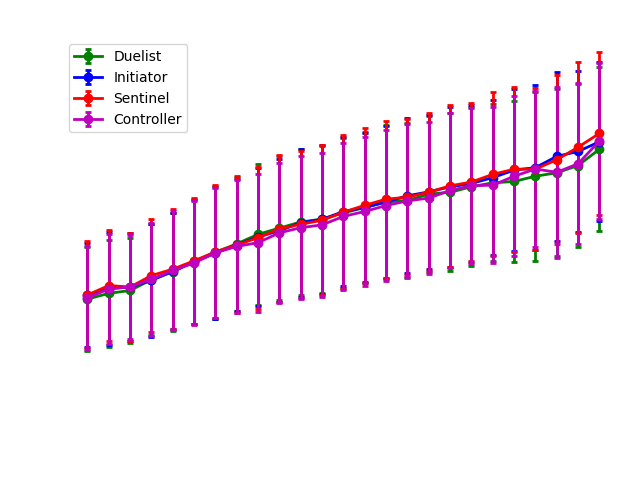 Duelist
Initiator
Sentinel
Controller